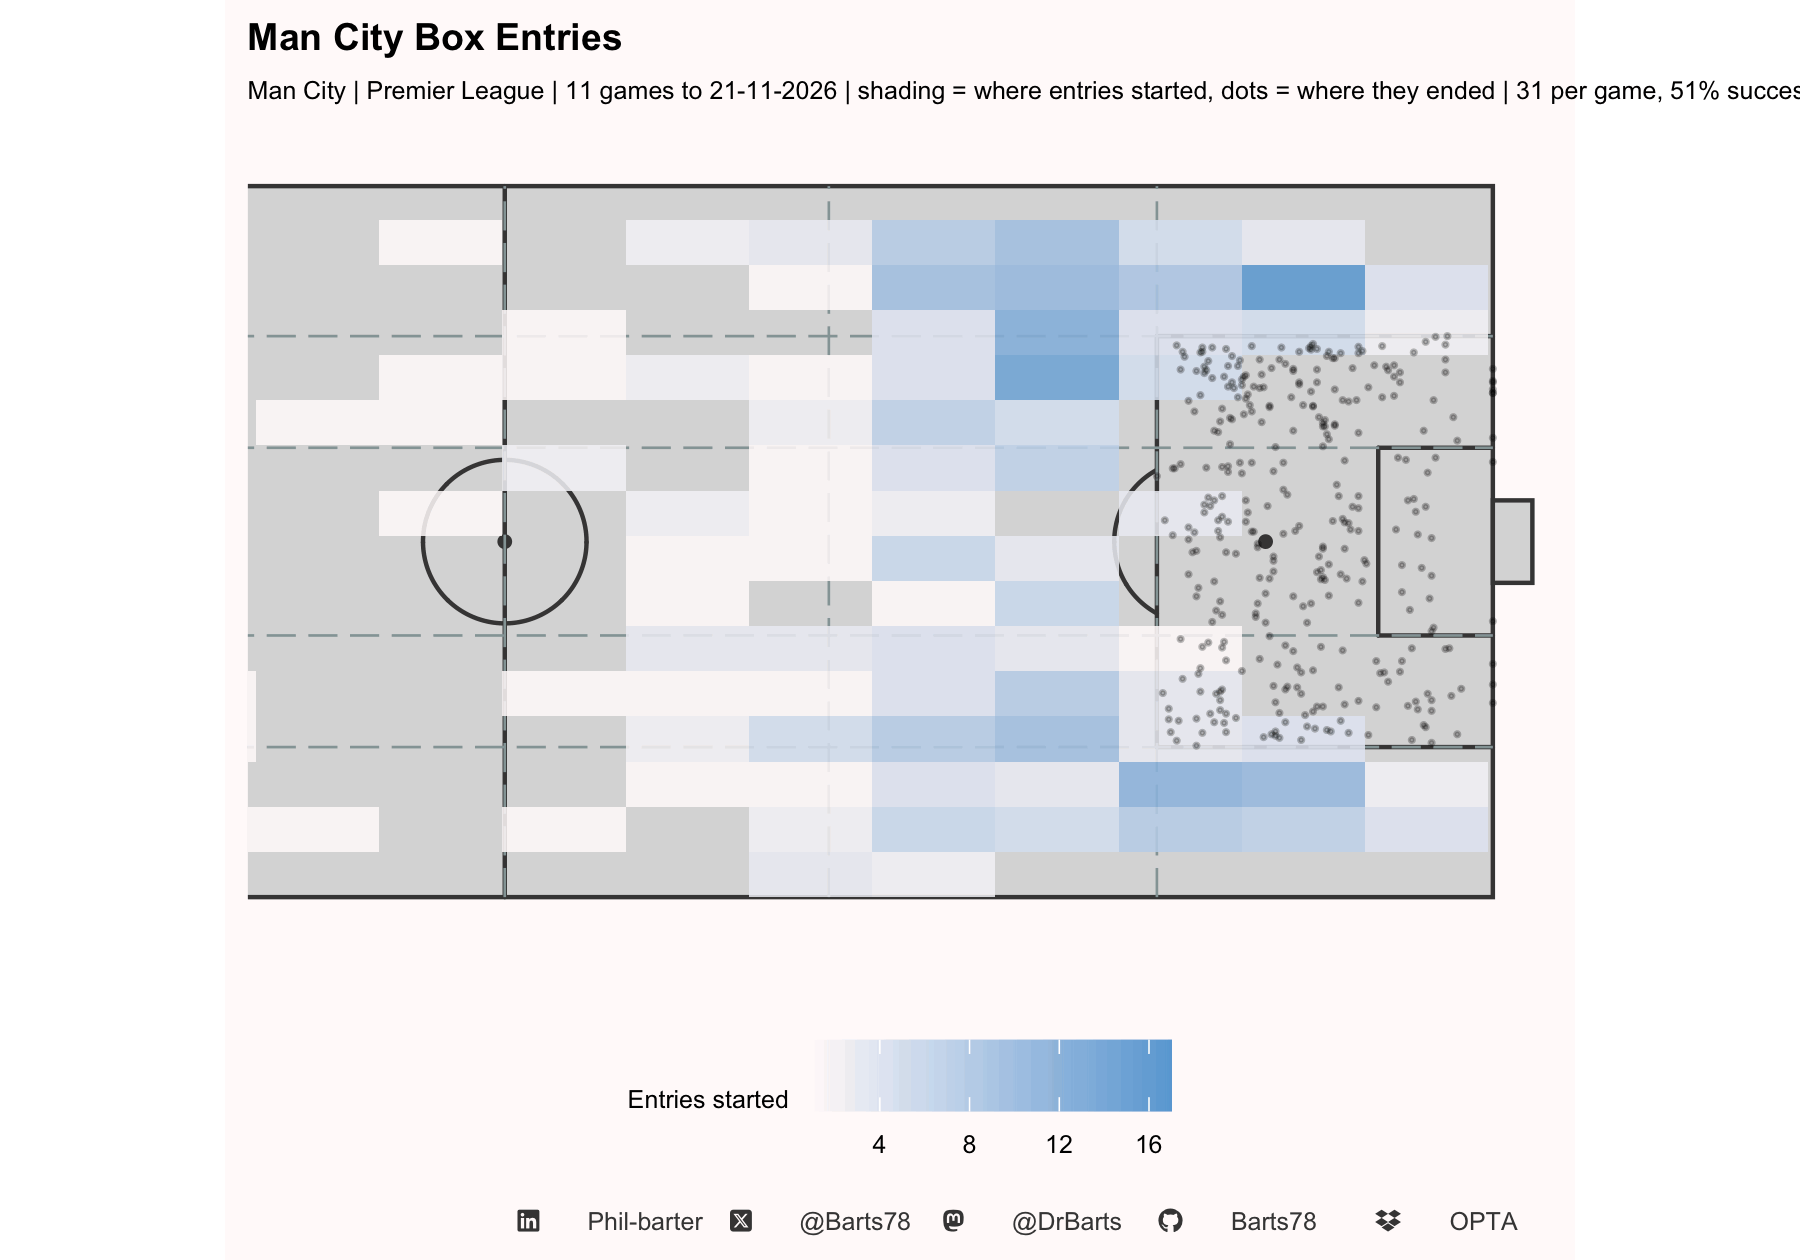 Man City Box Entries
Man City | Premier League | 11 games to 21-11-2026 | shading = where entries started, dots = where they ended | 31 per game, 51% succes
Entries started
4 8 12 16
Phil-barter @Barts78 @DrBarts Barts78 OPTA